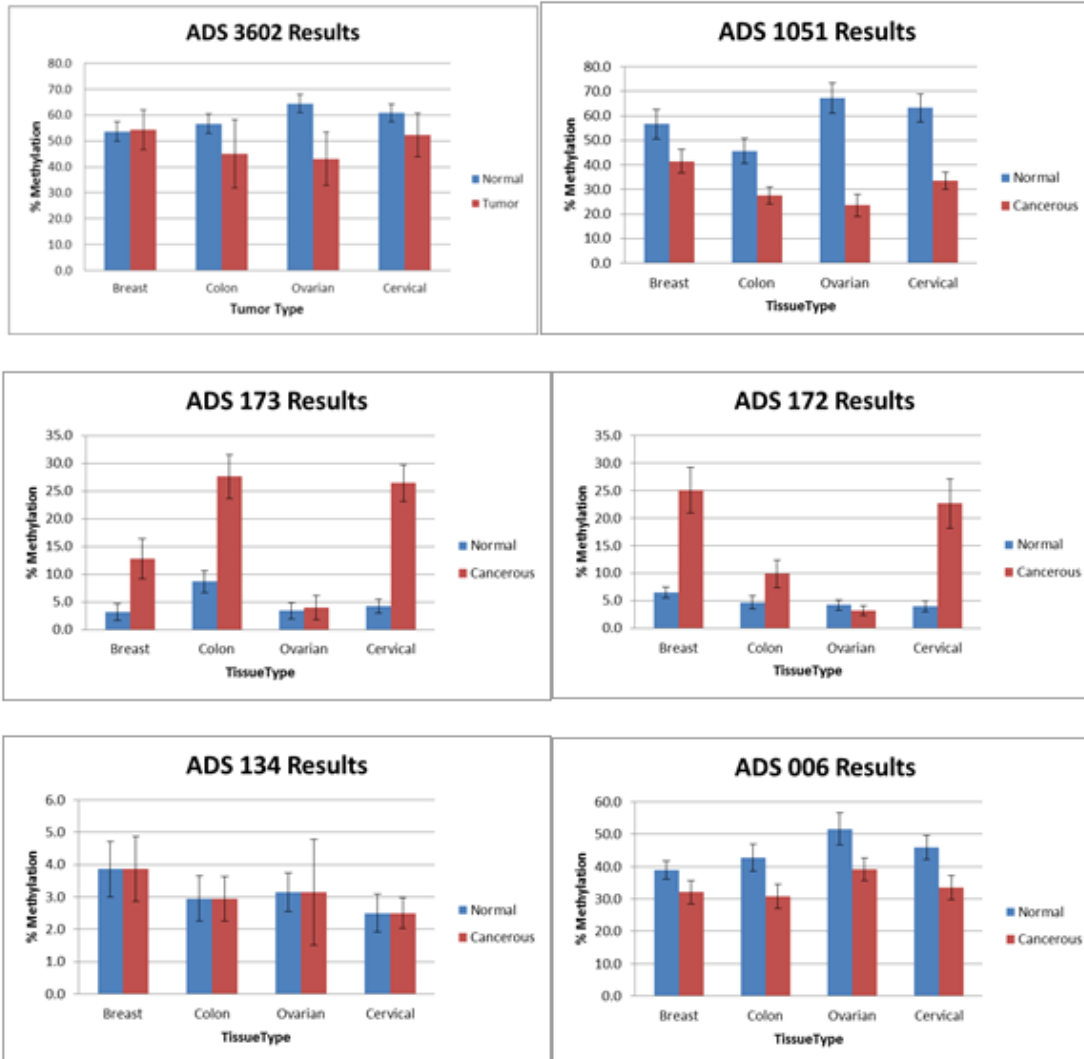 ADS 3602 Results
% Methylation
80.0
70.0
60.0
50.0
40.0
30.0
20.0
10.0
0.0
Breast Colon Ovarian Cervical
Tumor Type
Normal
Tumor
ADS 1051 Results
% Methylation
80.0
70.0
60.0
50.0
40.0
30.0
20.0
10.0
0.0
Breast Colon Ovarian Cervical
TissueType
Normal
Cancerous
ADS 173 Results
% Methylation
35.0
30.0
25.0
20.0
15.0
10.0
5.0
0.0
Breast Colon Ovarian Cervical
TissueType
Normal
Cancerous
ADS 172 Results
% Methylation
35.0
30.0
25.0
20.0
15.0
10.0
5.0
0.0
Breast Colon Ovarian Cervical
TissueType
Normal
Cancerous
ADS 134 Results
% Methylation
6.0
5.0
4.0
3.0
2.0
1.0
0.0
Breast Colon Ovarian Cervical
TissueType
Normal
Cancerous
ADS 006 Results
% Methylation
60.0
50.0
40.0
30.0
20.0
10.0
0.0
Breast Colon Ovarian Cervical
TissueType
Normal
Cancerous